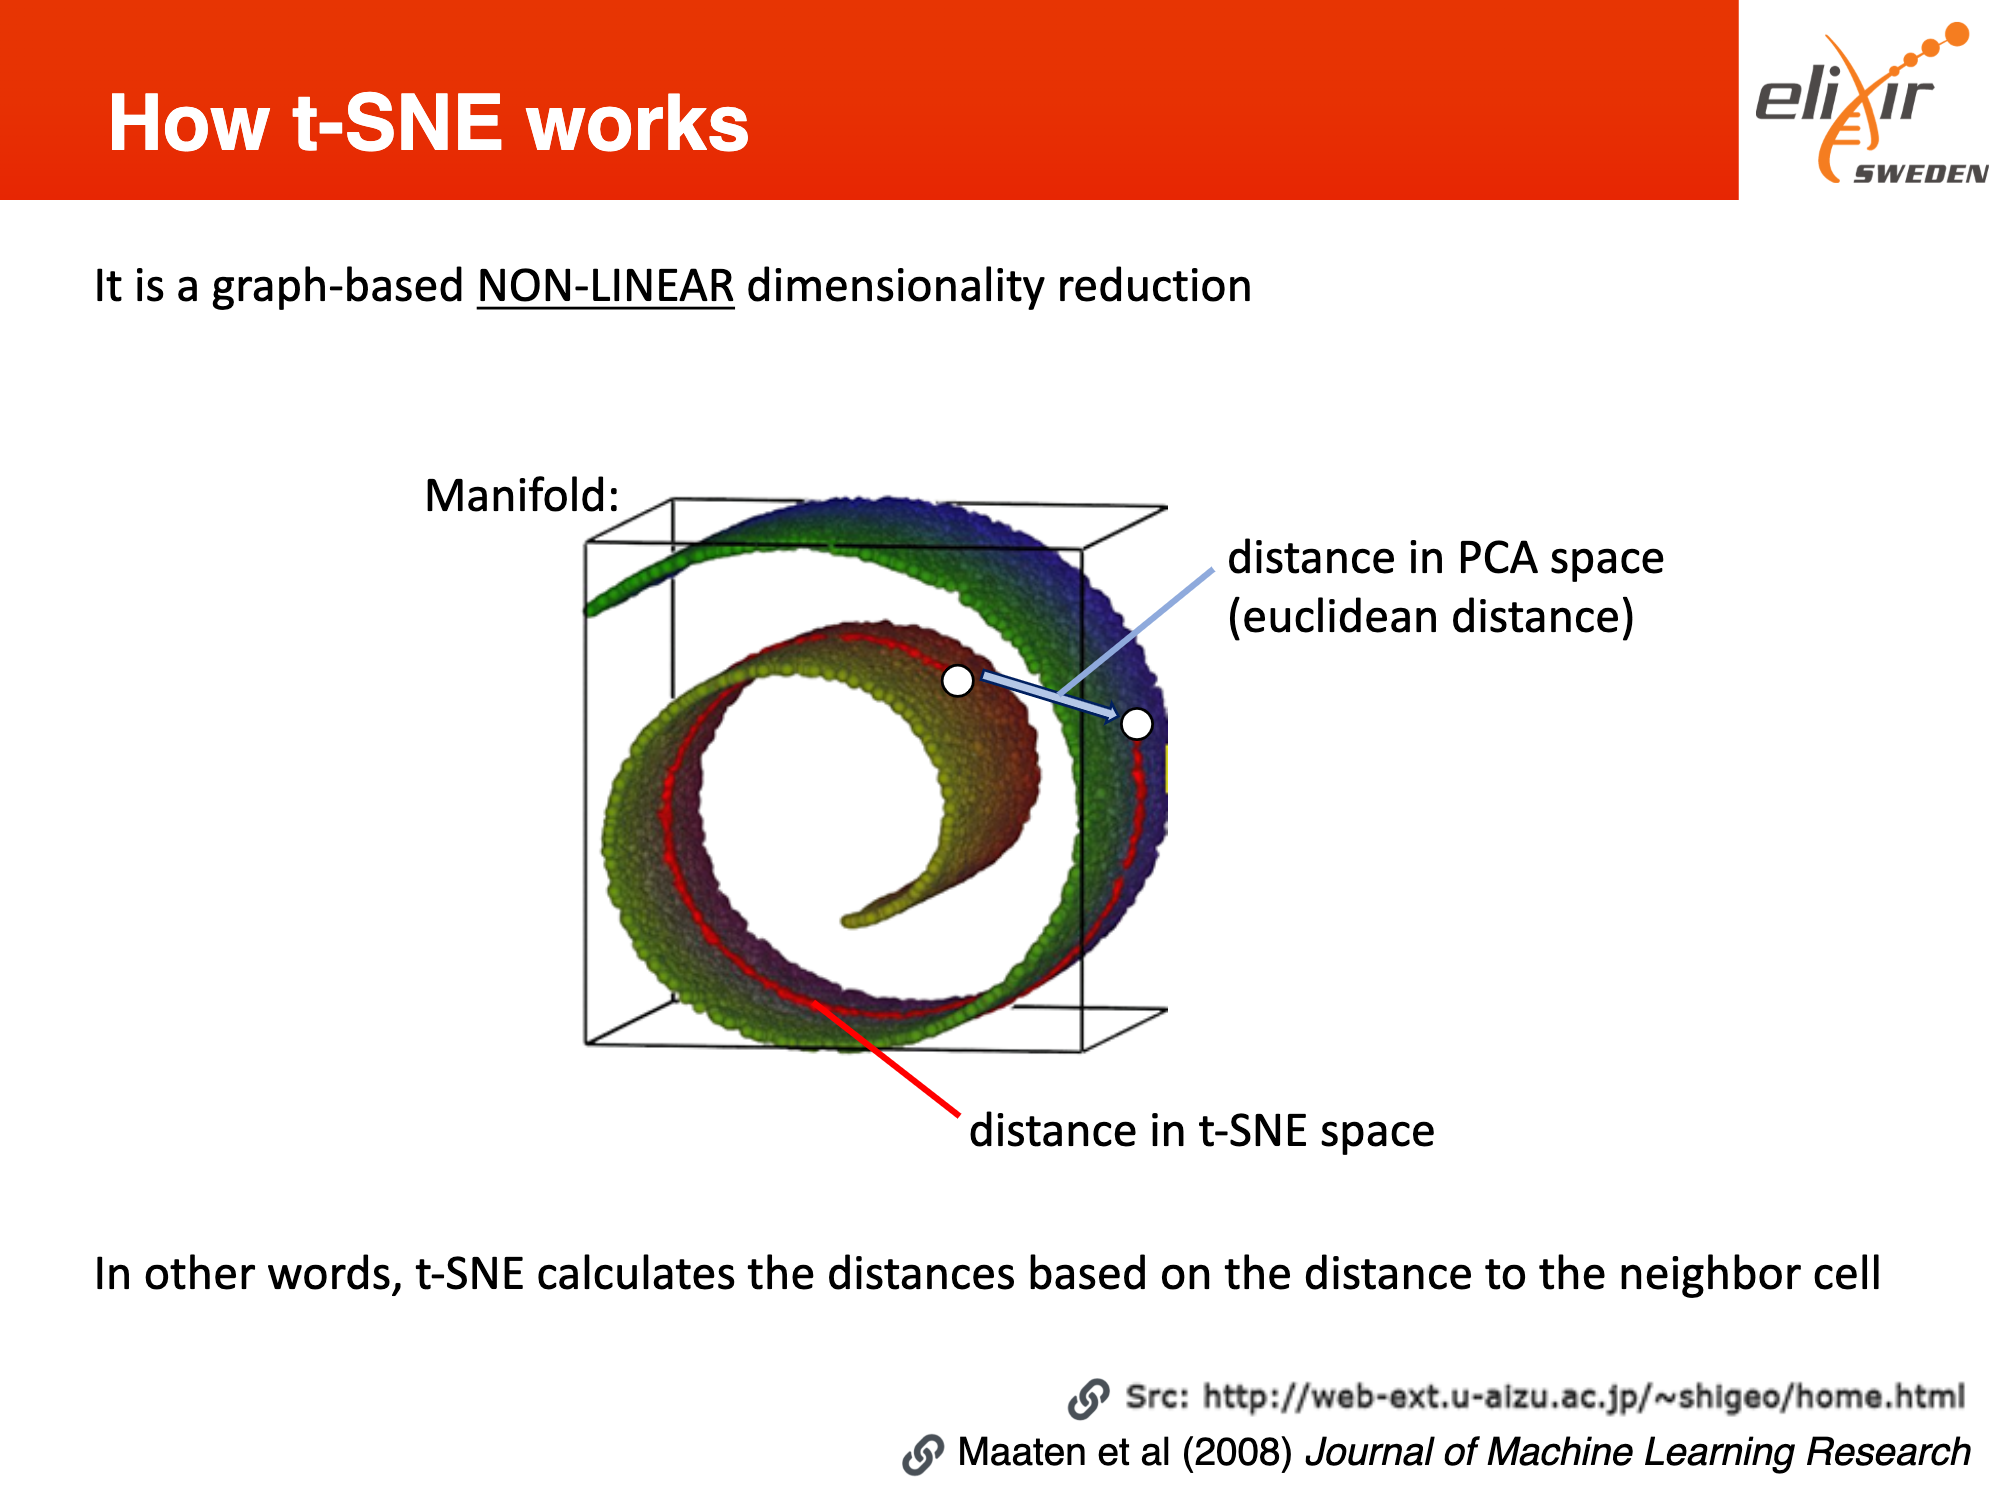 How t-SNE works
elixir
SWEDEN
It is a graph-based NON-LINEAR dimensionality reduction
Manifold:
distance in PCA space
(euclidean distance)
distance in t-SNE space
In other words, t-SNE calculates the distances based on the distance to the neighbor cell
Src: http://web-ext.u-aizu.ac.jp/~shigeo/home.html
Maaten et al (2008) Journal of Machine Learning Research